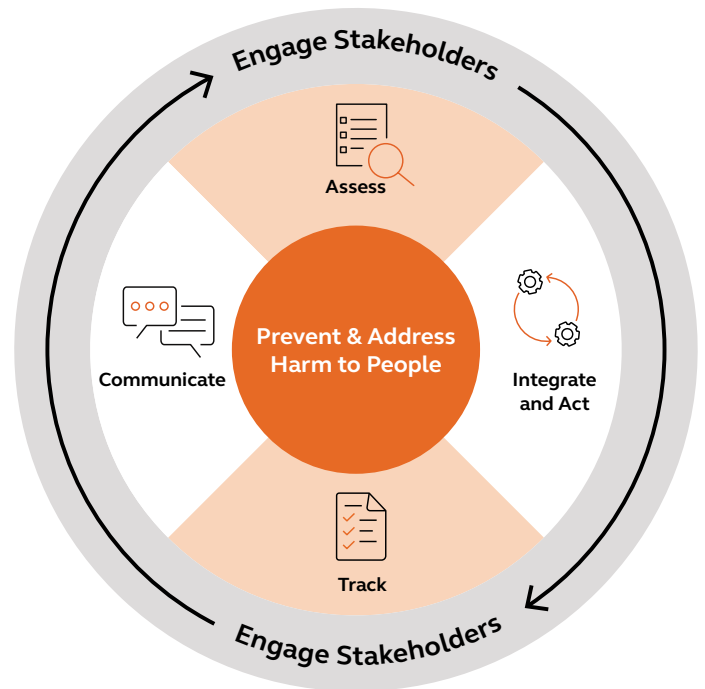 Engage Stakeholders
Assess
Prevent & Address
Harm to People
Communicate
Integrate
and Act
Track
Engage Stakeholders